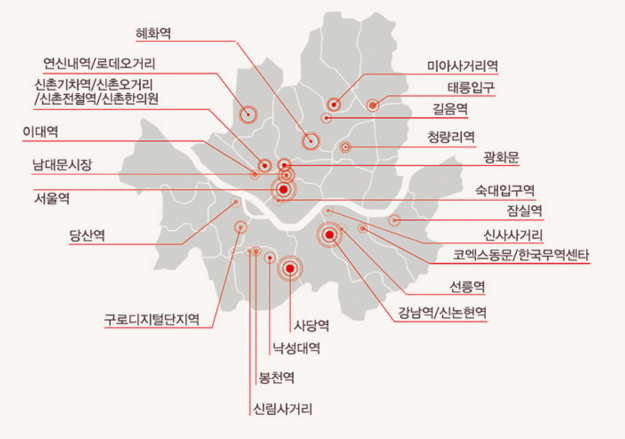 혜화역
연신내역/로데오거리
신촌기차역/신촌오거리
/신촌전철역/신촌한의원
이대역
남대문시장
서울역
당산역
구로디지털단지역
미아사거리역
태릉입구
길음역
청량리역
광화문
숙대입구역
잠실역
신사사거리
코엑스동문/한국무역센타
선릉역
강남역/신논현역
사당역
낙성대역
봉천역
신림사거리